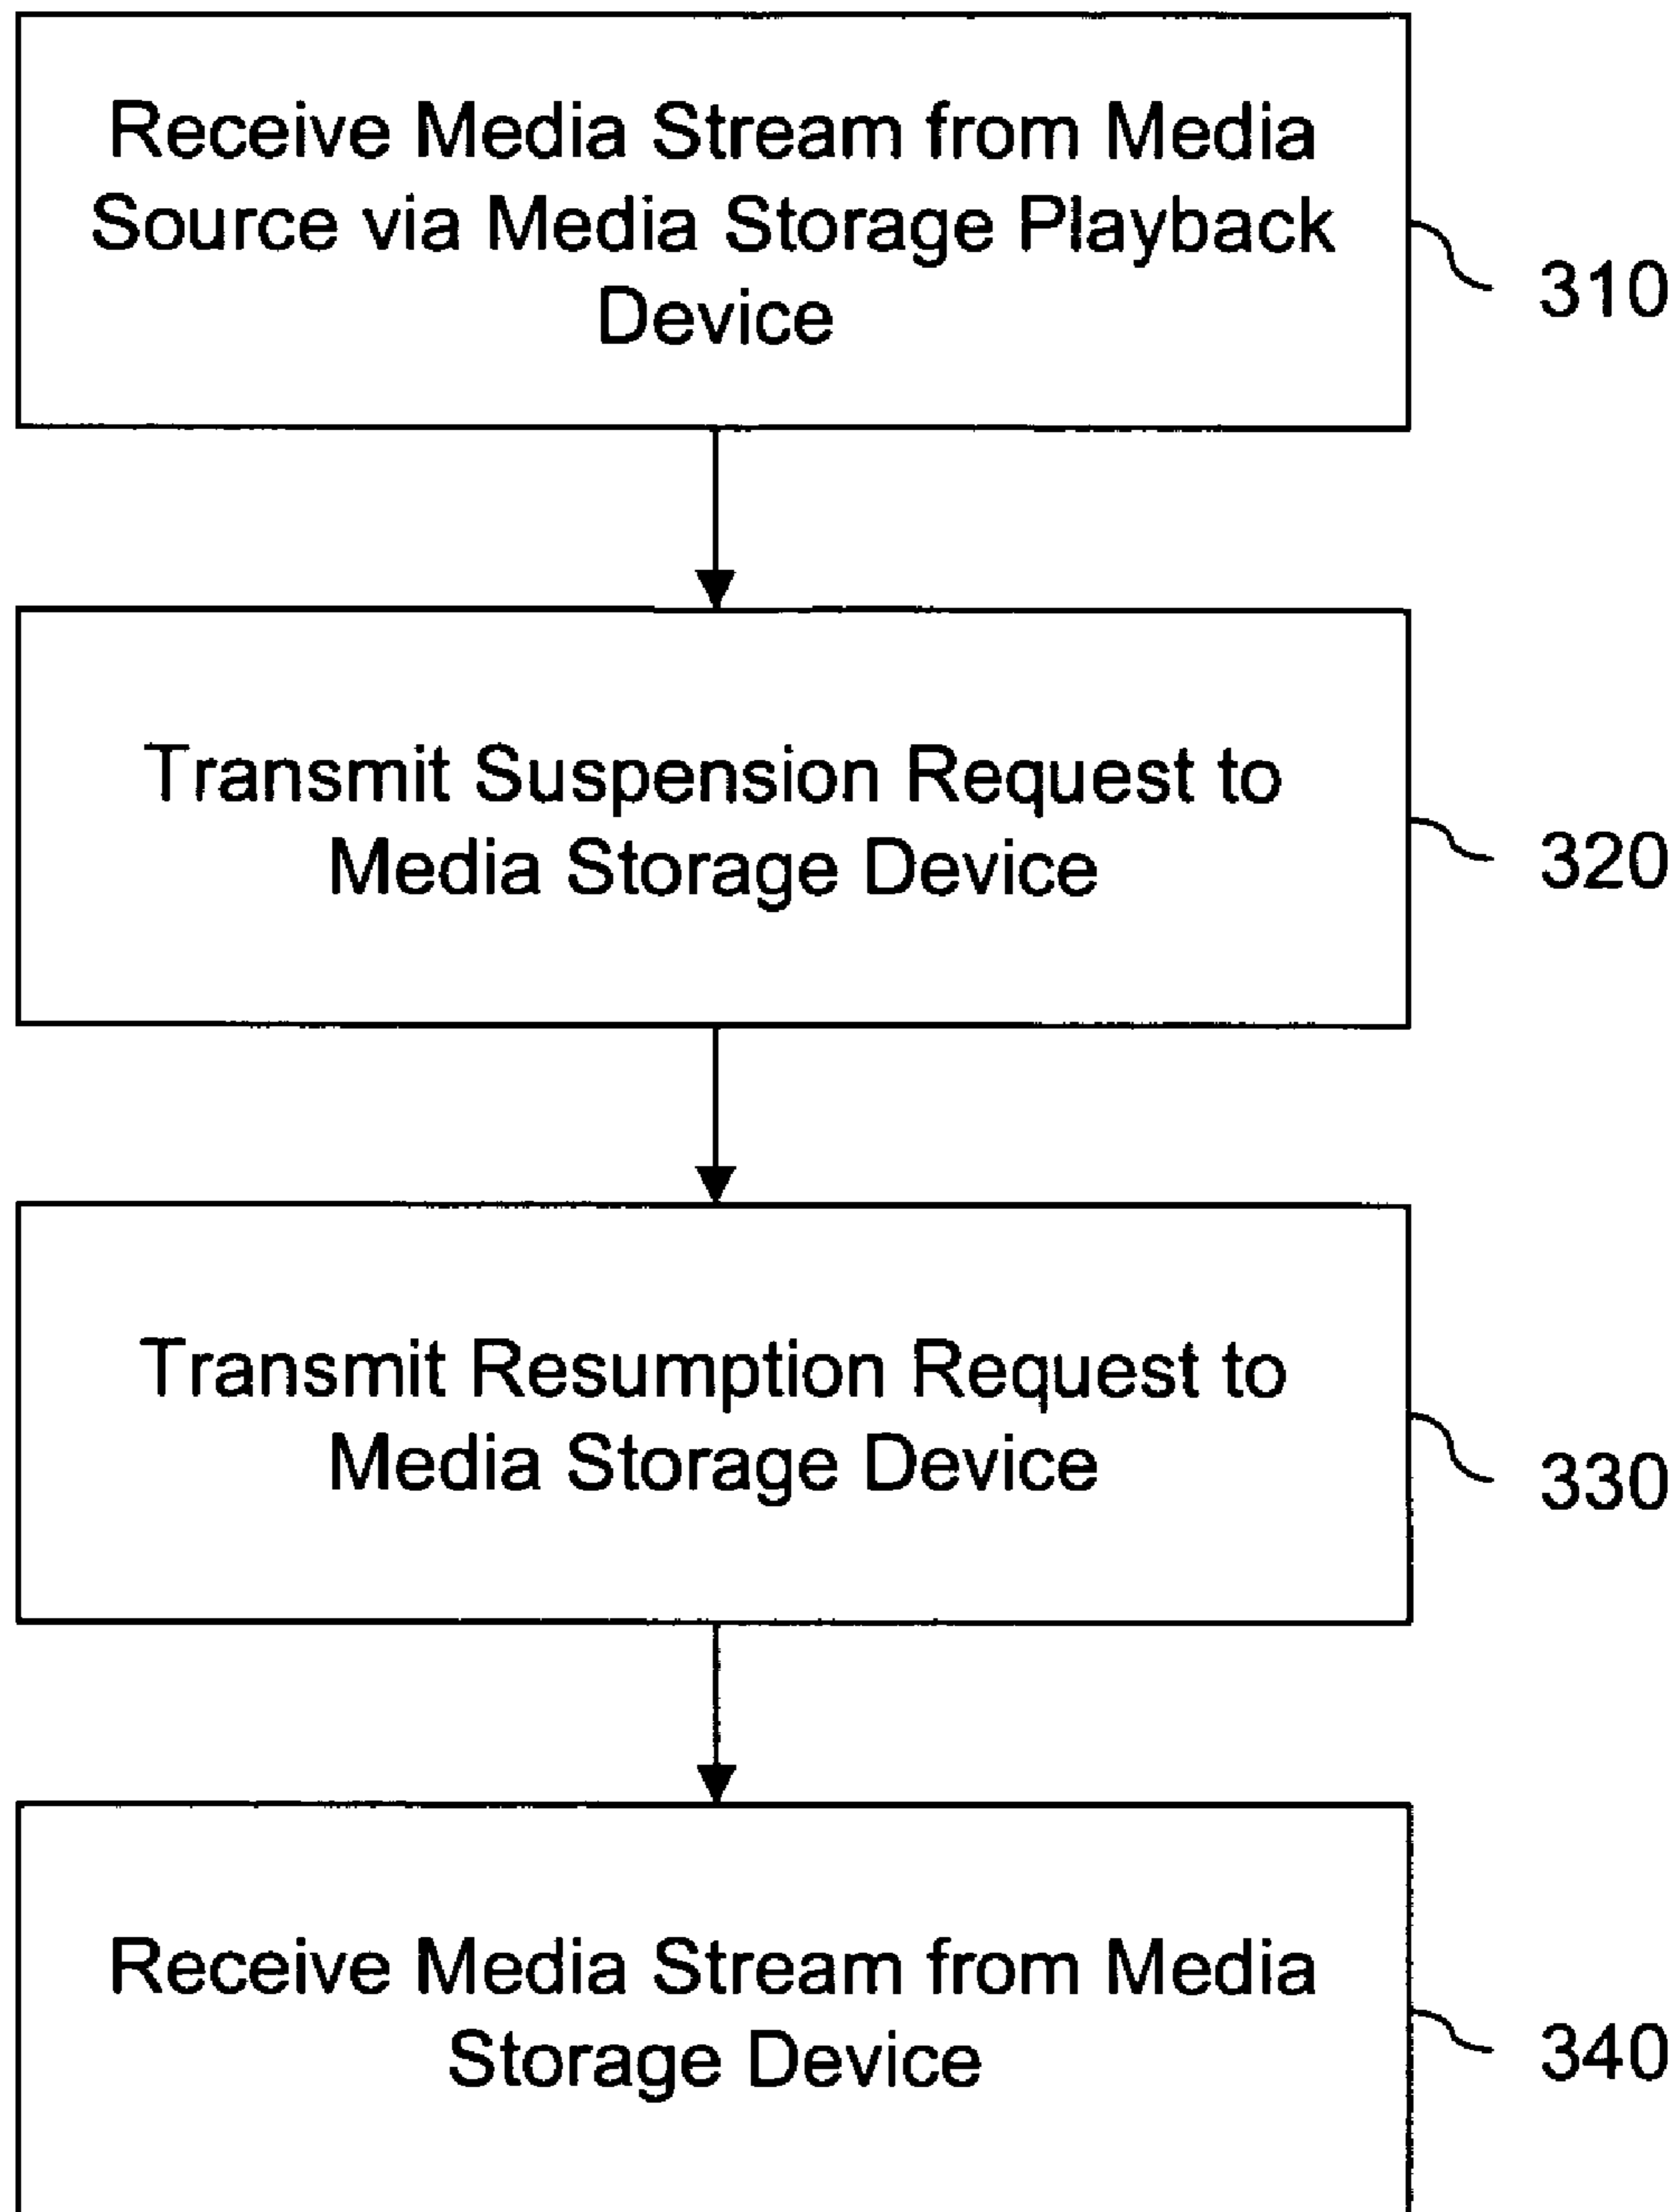 Receive Media Stream from Media
Source via Media Storage Playback
Device
310
Transmit Suspension Request to
Media Storage Device
320
Transmit Resumption Request to
Media Storage Device
330
Receive Media Stream from Media
Storage Device
340